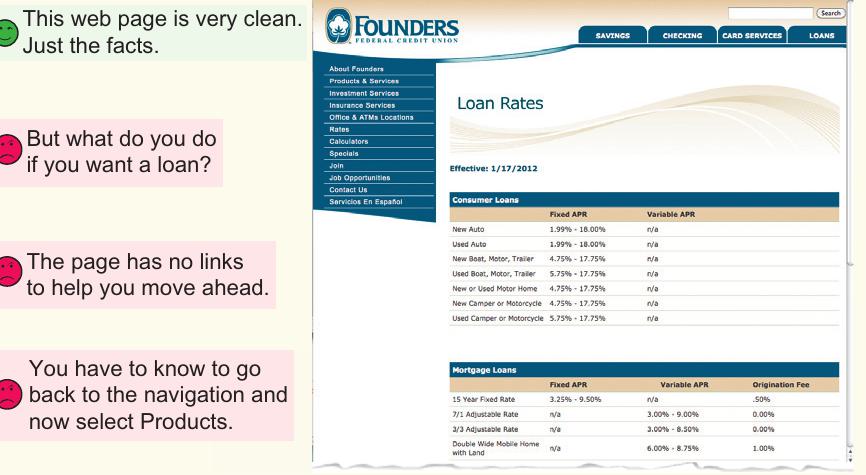 This web page is very clean.
Just the facts.
But what do you do
if you want a loan?
The page has no links
to help you move ahead.
You have to know to go
back to the navigation and
now select Products.
FOUNDERS
FEDERAL CREDIT UNION
Search
SAVINGS CHECKING CARD SERVICES LOANS
About Founders
Products & Services
Investment Services
Insurance Services
Office & ATMs Locations
Rates
Calculators
Specials
Join
Job Opportunities
Contact Us
Servicios En Español
Loan Rates
Effective: 1/17/2012
Consumer Loans
Fixed APR Variable APR
New Auto 1.99% - 18.00% n/a
Used Auto 1.99% - 18.00% n/a
New Boat, Motor, Trailer 4.75% - 17.75% n/a
Used Boat, Motor, Trailer 5.75% - 17.75% n/a
New or Used Motor Home 4.75% - 17.75% n/a
New Camper or Motorcycle 4.75% - 17.75% n/a
Used Camper or Motorcycle 5.75% - 17.75% n/a
Mortgage Loans
Fixed APR Variable APR Origination Fee
15 Year Fixed Rate 3.25% - 9.50% .50%
7/1 Adjustable Rate n/a 3.00% - 9.00% 0.00%
3/3 Adjustable Rate n/a 3.00% - 8.50% 0.00%
Double Wide Mobile Home
with Land n/a 6.00% - 8.75% 1.00%